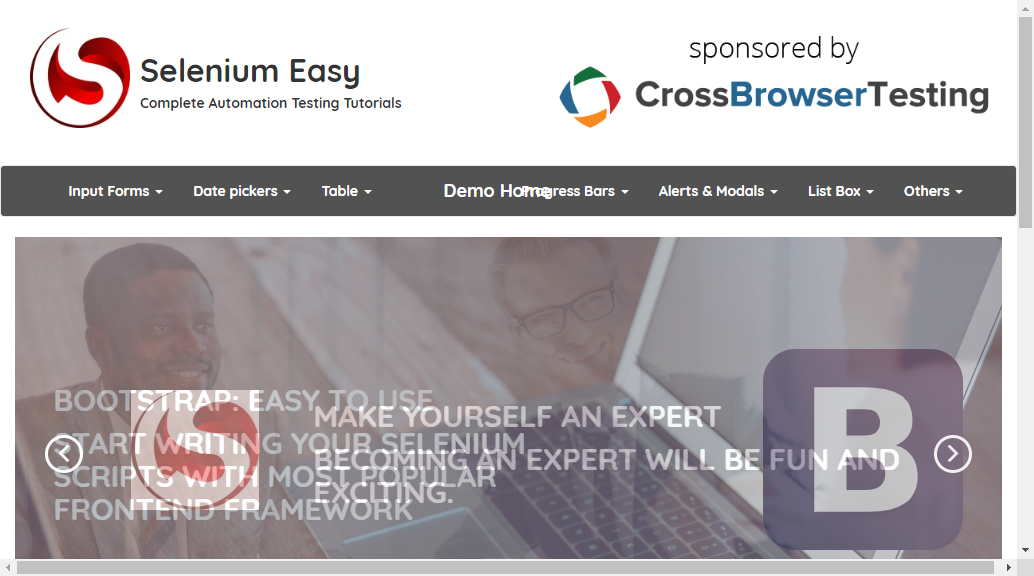 Selenium Easy
Complete Automation Testing Tutorials
sponsored by
CrossBrowserTesting
Input Forms
Date pickers
Table
Demo Home
Progress Bars
Alerts & Modals
List Box
Others
BOOTSTRAP: EASY TO USE
START WRITING YOUR SELENIUM
SCRIPTS WITH MOST POPULAR
FRONTEND FRAMEWORK
MAKE YOURSELF AN EXPERT
BECOMING AN EXPERT WILL BE FUN AND
EXCITING.
B